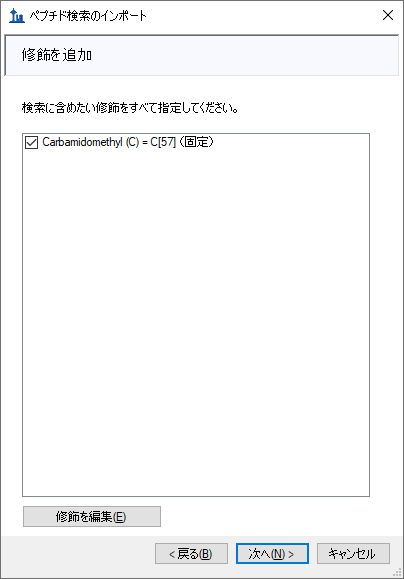 ペプチド検索のインポート
修飾を追加
検索に含めたい修飾をすべて指定してください。
Carbamidomethyl (C) = C[57] (固定)
修飾を編集(E)
< 戻る(B)
次へ(N) >
キャンセル